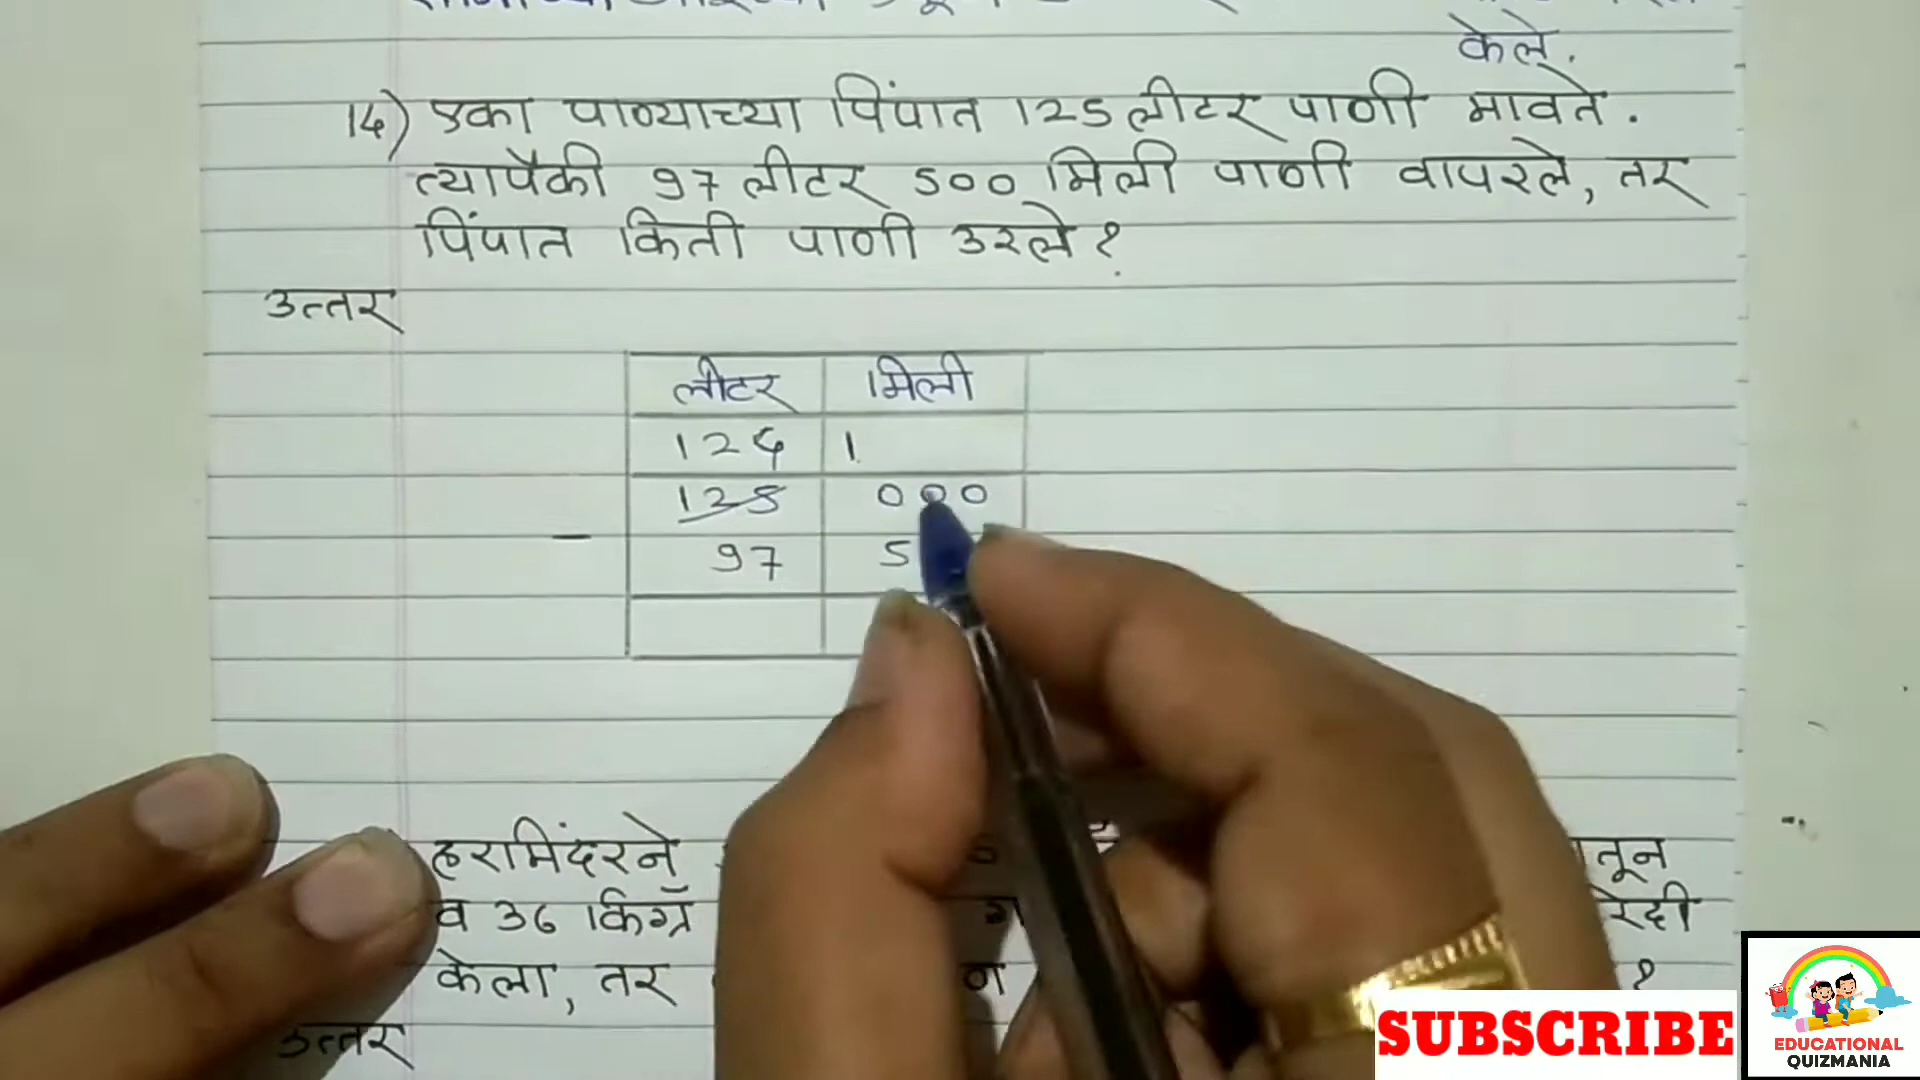 केले.
14) एका पाण्याच्या पिंपात 125 लीटर पाणी मावते.
त्यापैकी 97 लीटर 500 मिली पाणी वापरले, तर
पिंपात किती पाणी उरले?
उत्तर
लीटर मिली
124 1
125 000
- 97 5
हरमिंदरने
व 36 किग्रॅ
केला, तर ?
उत्तर
SUBSCRIBE
EDUCATIONAL
QUIZMANIA